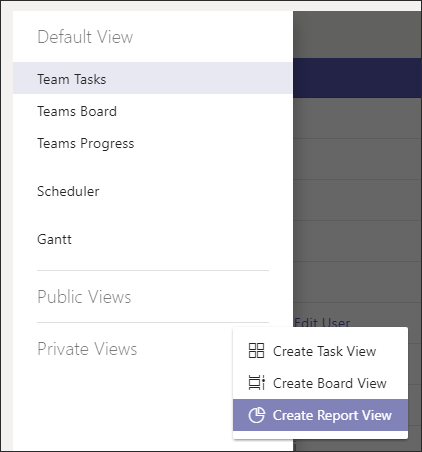 Default View
Team Tasks
Teams Board
Teams Progress
Scheduler
Gantt
Public Views
Edit User
Private Views
Create Task View
Create Board View
Create Report View